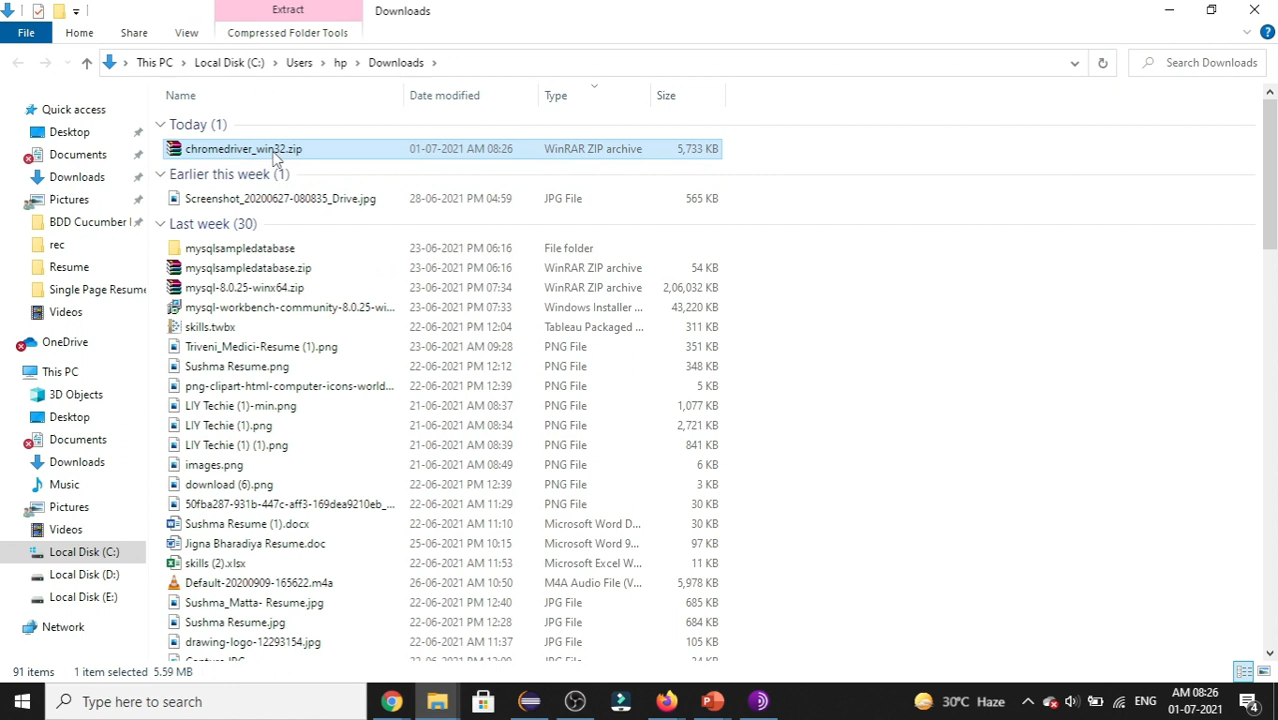 Extract
Downloads
File
Home
Share
View
Compressed Folder Tools
This PC
Local Disk (C:)
Users
hp
Downloads
Search Downloads
Name
Date modified
Type
Size
Quick access
Desktop
Documents
Downloads
Pictures
BDD Cucumber I
rec
Resume
Single Page Resume
Videos
OneDrive
This PC
3D Objects
Desktop
Documents
Downloads
Music
Pictures
Videos
Local Disk (C:)
Local Disk (D:)
Local Disk (E:)
Network
Today (1)
chromedriver_win32.zip 01-07-2021 AM 08:26 WinRAR ZIP archive 5,733 KB
Earlier this week (1)
Screenshot_20200627-080835_Drive.jpg 28-06-2021 PM 04:59 JPG File 565 KB
Last week (30)
mysqlsampledatabase 23-06-2021 PM 06:16 File folder
mysqlsampledatabase.zip 23-06-2021 PM 06:16 WinRAR ZIP archive 54 KB
mysql-8.0.25-winx64.zip 23-06-2021 PM 07:34 WinRAR ZIP archive 2,06,032 KB
mysql-workbench-community-8.0.25-wi... 23-06-2021 PM 07:33 Windows Installer ... 43,220 KB
skills.twbx 22-06-2021 PM 12:04 Tableau Packaged ... 311 KB
Triveni_Medici-Resume (1).png 25-06-2021 AM 09:28 PNG File 351 KB
Sushma Resume.png 22-06-2021 PM 12:12 PNG File 348 KB
png-clipart-html-computer-icons-world... 22-06-2021 PM 12:39 PNG File 5 KB
LIY Techie (1)-min.png 21-06-2021 AM 08:37 PNG File 1,077 KB
LIY Techie (1).png 21-06-2021 AM 08:34 PNG File 2,721 KB
LIY Techie (1) (1).png 21-06-2021 AM 08:39 PNG File 841 KB
images.png 21-06-2021 AM 08:49 PNG File 6 KB
download (6).png 22-06-2021 PM 12:39 PNG File 3 KB
50fba287-931b-447c-aff3-169dea9210eb_... 22-06-2021 AM 11:29 PNG File 30 KB
Sushma Resume (1).docx 22-06-2021 AM 11:10 Microsoft Word D... 30 KB
Jigna Bharadiya Resume.doc 25-06-2021 PM 10:15 Microsoft Word 9... 97 KB
skills (2).xlsx 22-06-2021 AM 11:53 Microsoft Excel W... 11 KB
Default-20200909-165622.m4a 26-06-2021 AM 10:50 M4A Audio File (V... 5,978 KB
Sushma_Matta- Resume.jpg 22-06-2021 PM 12:40 JPG File 685 KB
Sushma Resume.jpg 22-06-2021 PM 12:28 JPG File 684 KB
drawing-logo-12293154.jpg 22-06-2021 AM 11:37 JPG File 105 KB
91 items 1 item selected 5.59 MB
Type here to search
30°C Haze
ENG
AM 08:26
01-07-2021
4